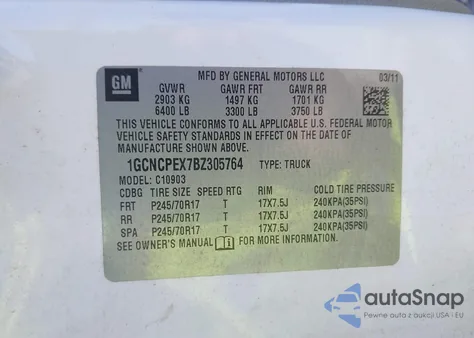 GM
MFD BY GENERAL MOTORS LLC 03/11
GVWR GAWR FRT GAWR RR
2903 KG 1497 KG 1701 KG
6400 LB 3300 LB 3750 LB
THIS VEHICLE CONFORMS TO ALL APPLICABLE U.S. FEDERAL MOTOR
VEHICLE SAFETY STANDARDS IN EFFECT ON THE DATE OF
MANUFACTURE SHOWN ABOVE.
1GCNCPEX7BZ305764 TYPE: TRUCK
MODEL: C10903
CDBG TIRE SIZE SPEED RTG RIM COLD TIRE PRESSURE
FRT P245/70R17 T 17X7.5J 240KPA(35PSI)
RR P245/70R17 T 17X7.5J 240KPA(35PSI)
SPA P245/70R17 T 17X7.5J 240KPA(35PSI)
SEE OWNER'S MANUAL FOR MORE INFORMATION.
autoSnap
Pewne auta z USA i EU